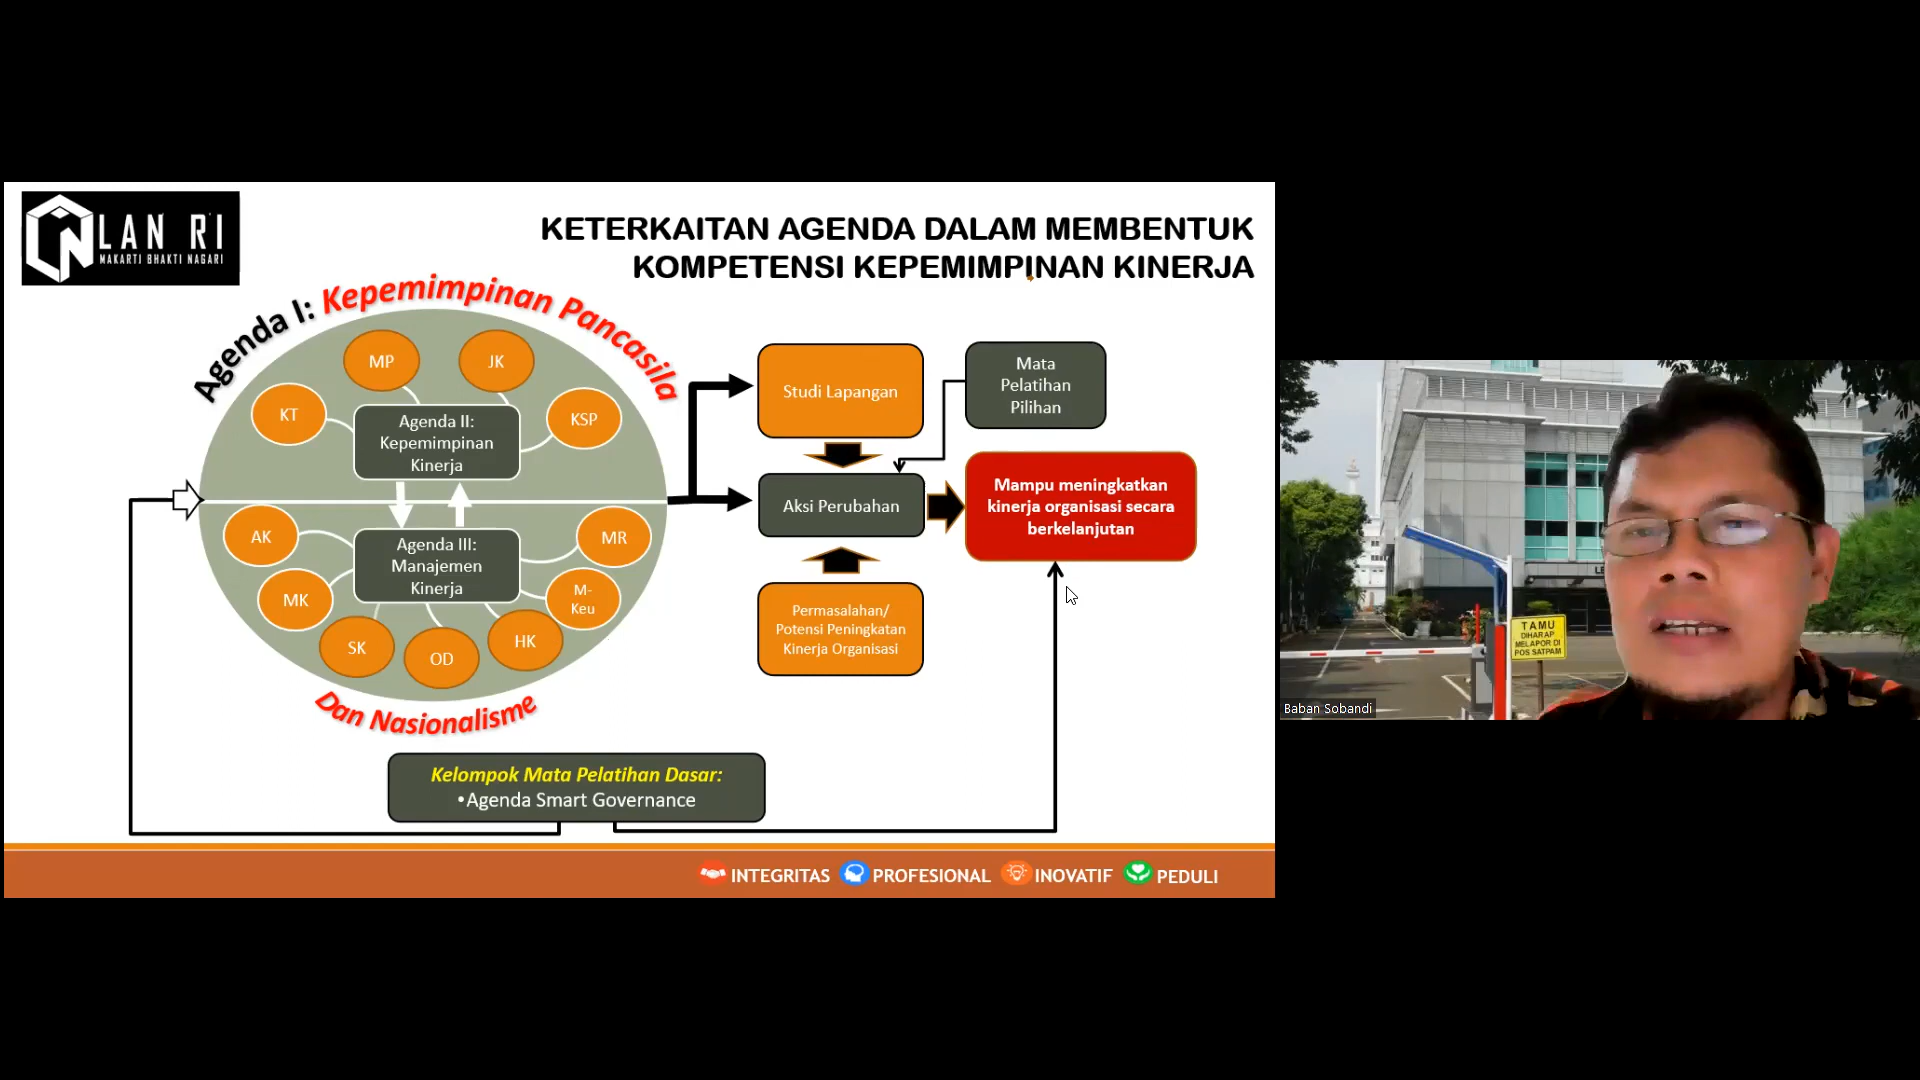 LAN RI
MAKARTI BHAKTI NAGARI
KETERKAITAN AGENDA DALAM MEMBENTUK
KOMPETENSI KEPEMIMPINAN KINERJA
Agenda I: Kepemimpinan Pancasila
MP
JK
KT
KSP
Agenda II:
Kepemimpinan
Kinerja
AK
MR
Agenda III:
Manajemen
Kinerja
MK
M-
Keu
SK
OD
HK
Dan Nasionalisme
Studi Lapangan
Mata
Pelatihan
Pilihan
Aksi Perubahan
Mampu meningkatkan
kinerja organisasi secara
berkelanjutan
Permasalahan/
Potensi Peningkatan
Kinerja Organisasi
Kelompok Mata Pelatihan Dasar:
•Agenda Smart Governance
INTEGRITAS PROFESIONAL INOVATIF PEDULI
TAMU
DIHARAP
MELAPOR DI
POS SATPAM
Baban Sobandi